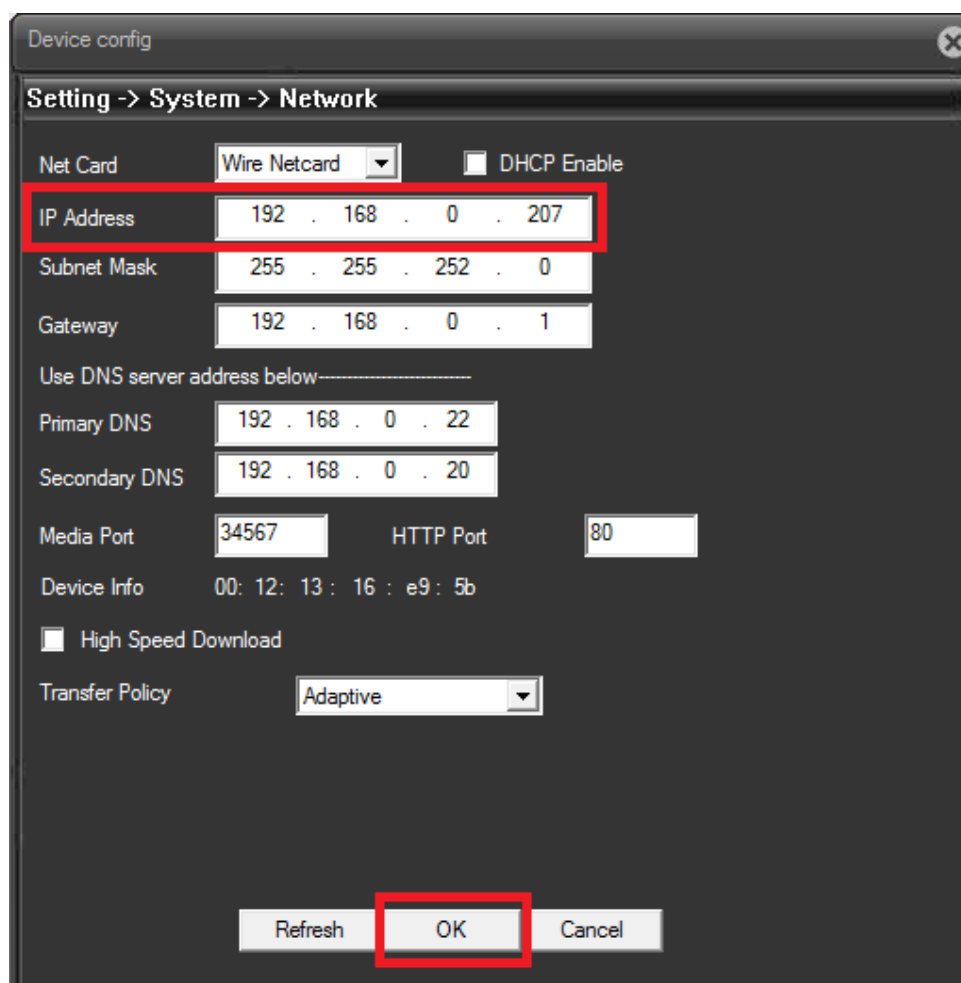 Device config
Setting -> System -> Network
Net Card Wire Netcard DHCP Enable
IP Address 192 . 168 . 0 . 207
Subnet Mask 255 . 255 . 252 . 0
Gateway 192 . 168 . 0 . 1
Use DNS server address below--------------------------
Primary DNS 192 . 168 . 0 . 22
Secondary DNS 192 . 168 . 0 . 20
Media Port 34567 HTTP Port 80
Device Info 00: 12: 13 : 16 : e9 : 5b
High Speed Download
Transfer Policy Adaptive
Refresh OK Cancel